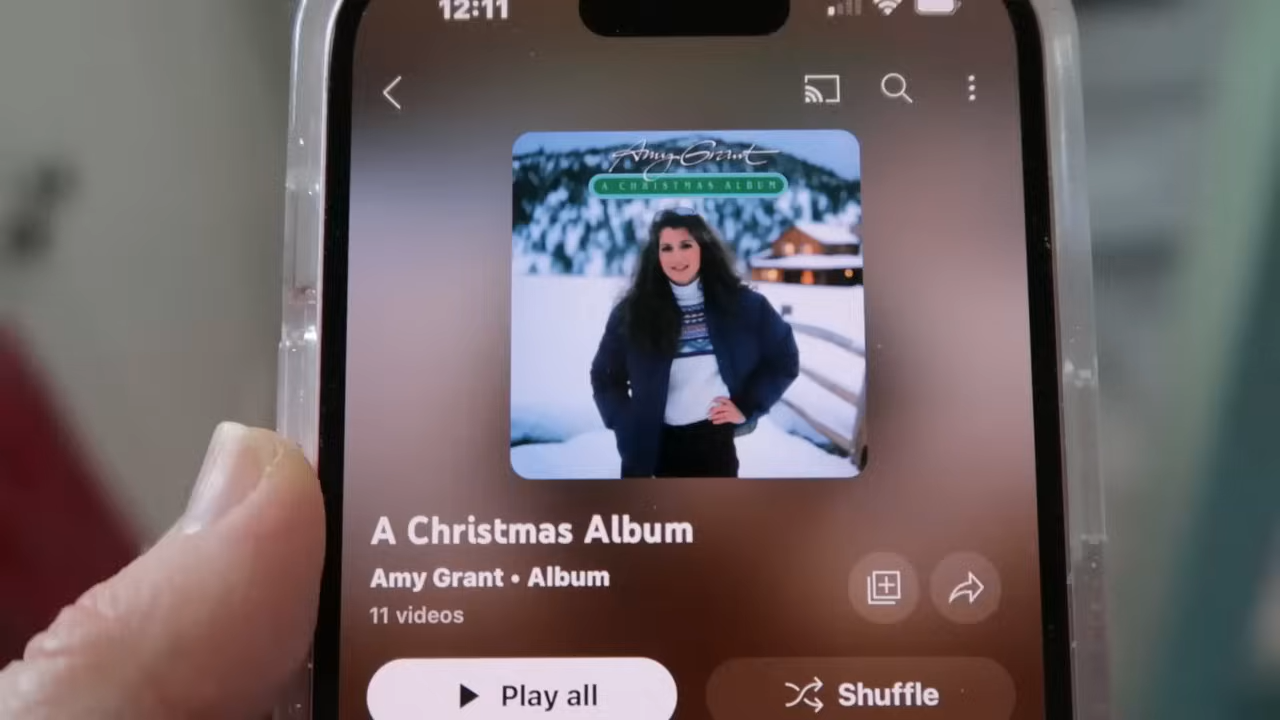 12:11
Amy Grant
A CHRISTMAS ALBUM
A Christmas Album
Amy Grant • Album
11 videos
Play all
Shuffle